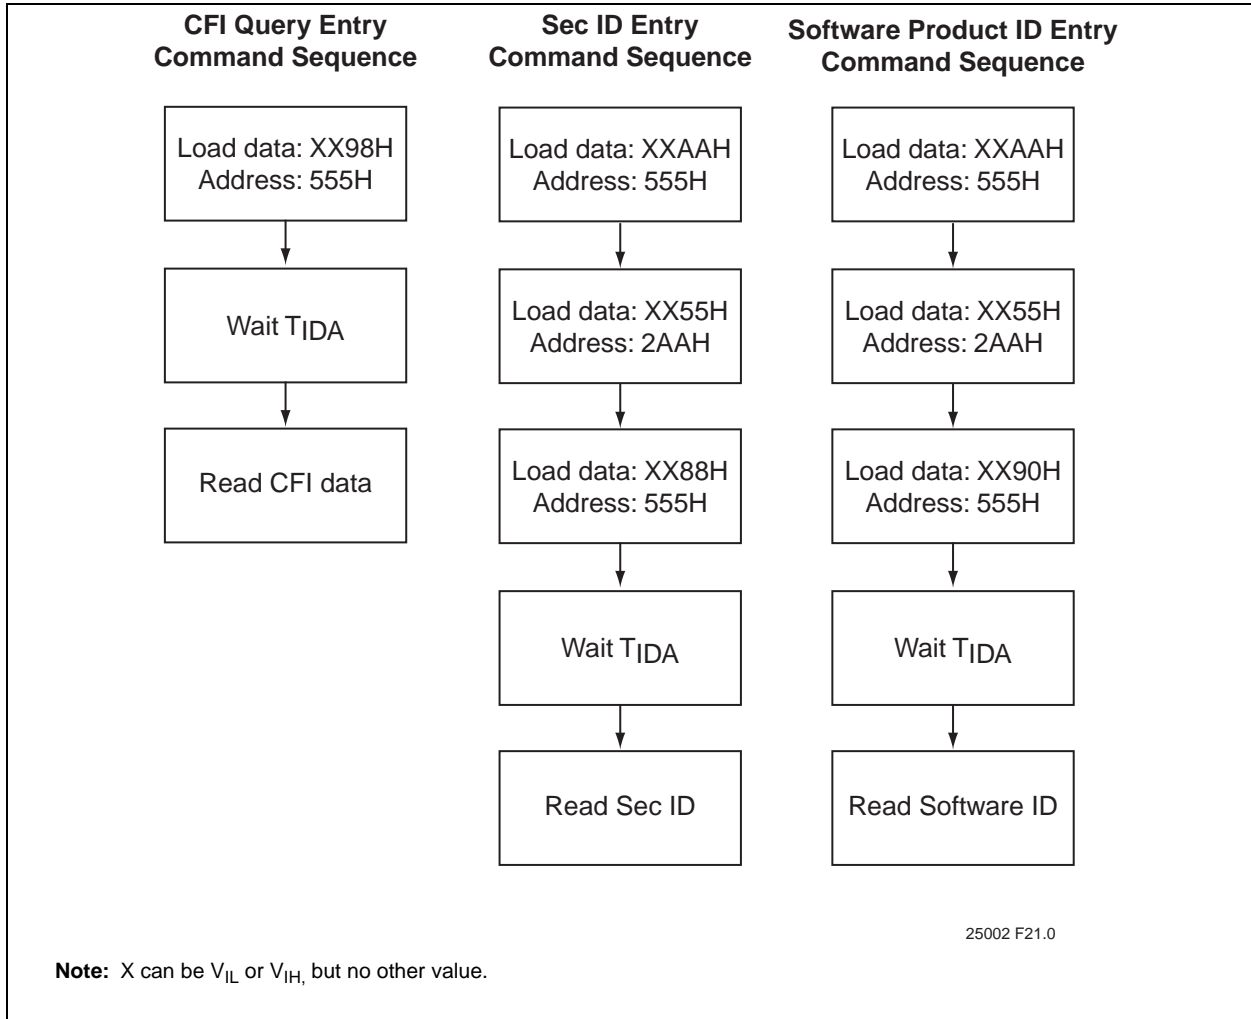 CFI Query Entry
Command Sequence
Load data: XX98H
Address: 555H
Wait TIDA
Read CFI data
Sec ID Entry
Command Sequence
Load data: XXAAH
Address: 555H
Load data: XX55H
Address: 2AAH
Load data: XX88H
Address: 555H
Wait TIDA
Read Sec ID
Software Product ID Entry
Command Sequence
Load data: XXAAH
Address: 555H
Load data: XX55H
Address: 2AAH
Load data: XX90H
Address: 555H
Wait TIDA
Read Software ID
25002 F21.0
Note: X can be VIL or VIH, but no other value.